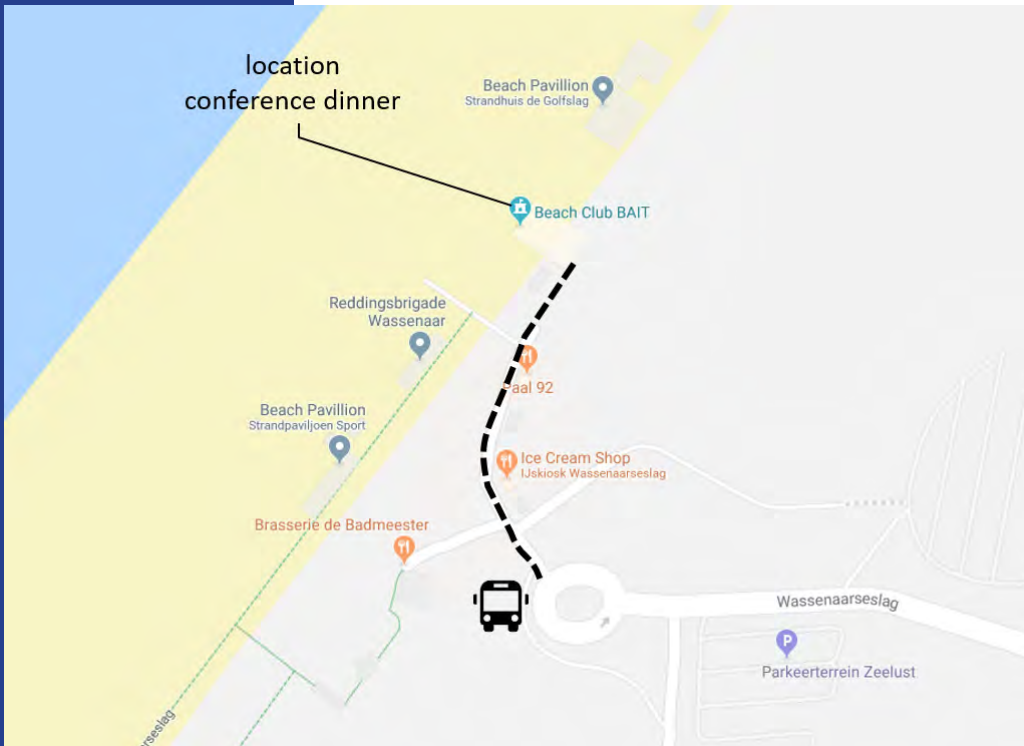 location
conference dinner
Beach Pavillion
Strandhuis de Golfslag
Beach Club BAIT
Reddingsbrigade
Wassenaar
aal 92
Beach Pavillion
Strandpaviljoen Sport
Ice Cream Shop
IJskiosk Wassenaarseslag
Brasserie de Badmeester
Wassenaarseslag
P
Parkeerterrein Zeelust
rseslag